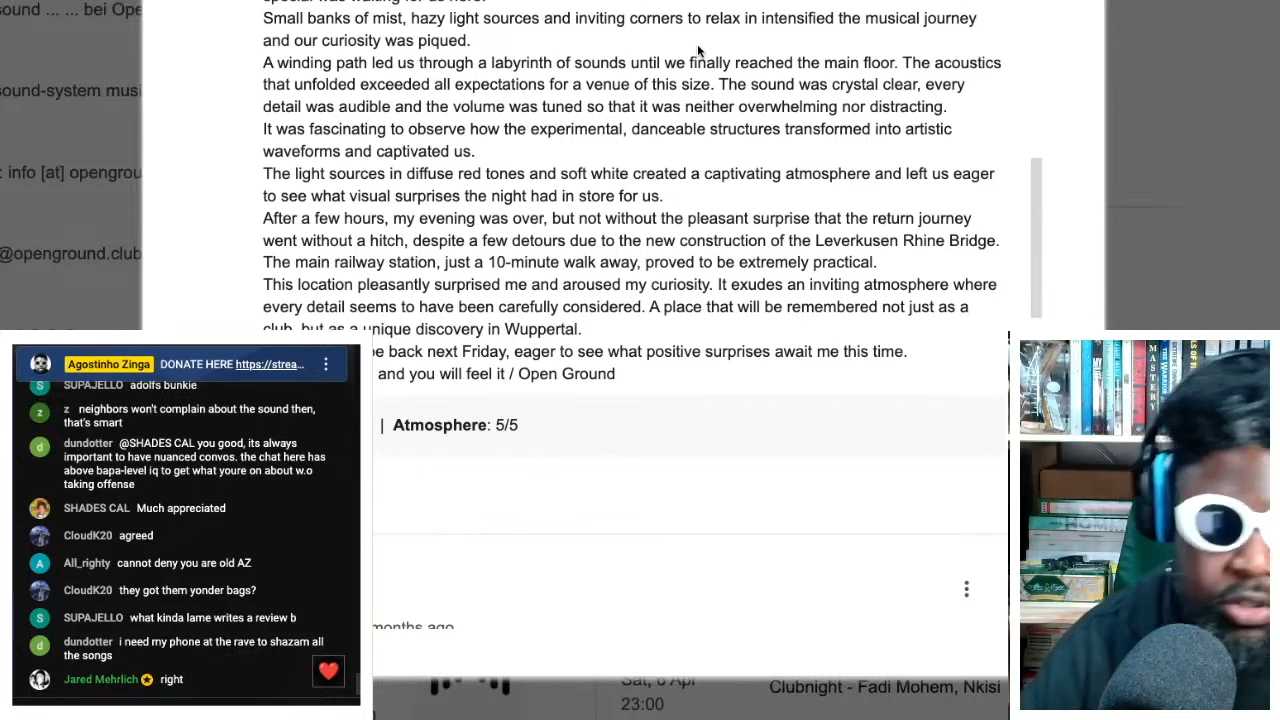 sound ... ... bei Ope
sound-system musi
: info [at] opengrou
@openground.club
Small banks of mist, hazy light sources and inviting corners to relax in intensified the musical journey
and our curiosity was piqued.
A winding path led us through a labyrinth of sounds until we finally reached the main floor. The acoustics
that unfolded exceeded all expectations for a venue of this size. The sound was crystal clear, every
detail was audible and the volume was tuned so that it was neither overwhelming nor distracting.
It was fascinating to observe how the experimental, danceable structures transformed into artistic
waveforms and captivated us.
The light sources in diffuse red tones and soft white created a captivating atmosphere and left us eager
to see what visual surprises the night had in store for us.
After a few hours, my evening was over, but not without the pleasant surprise that the return journey
went without a hitch, despite a few detours due to the new construction of the Leverkusen Rhine Bridge.
The main railway station, just a 10-minute walk away, proved to be extremely practical.
This location pleasantly surprised me and aroused my curiosity. It exudes an inviting atmosphere where
every detail seems to have been carefully considered. A place that will be remembered not just as a
club, but as a unique discovery in Wuppertal.
be back next Friday, eager to see what positive surprises await me this time.
and you will feel it / Open Ground
| Atmosphere: 5/5
months ago
Sat, 6 Apr
23:00
Clubnight - Fadi Mohem, Nkisi
Agostinho Zinga DONATE HERE https://strea...
S SUPAJELLO adolfs bunkie
z z neighbors won't complain about the sound then,
that's smart
d dundotter @SHADES CAL you good, its always
important to have nuanced convos. the chat here has
above bapa-level iq to get what youre on about w.o
taking offense
SHADES CAL Much appreciated
CloudK20 agreed
A All_righty cannot deny you are old AZ
CloudK20 they got them yonder bags?
S SUPAJELLO what kinda lame writes a review b
d dundotter i need my phone at the rave to shazam all
the songs
Jared Mehrlich right
MASTERY
THE WARRIOR